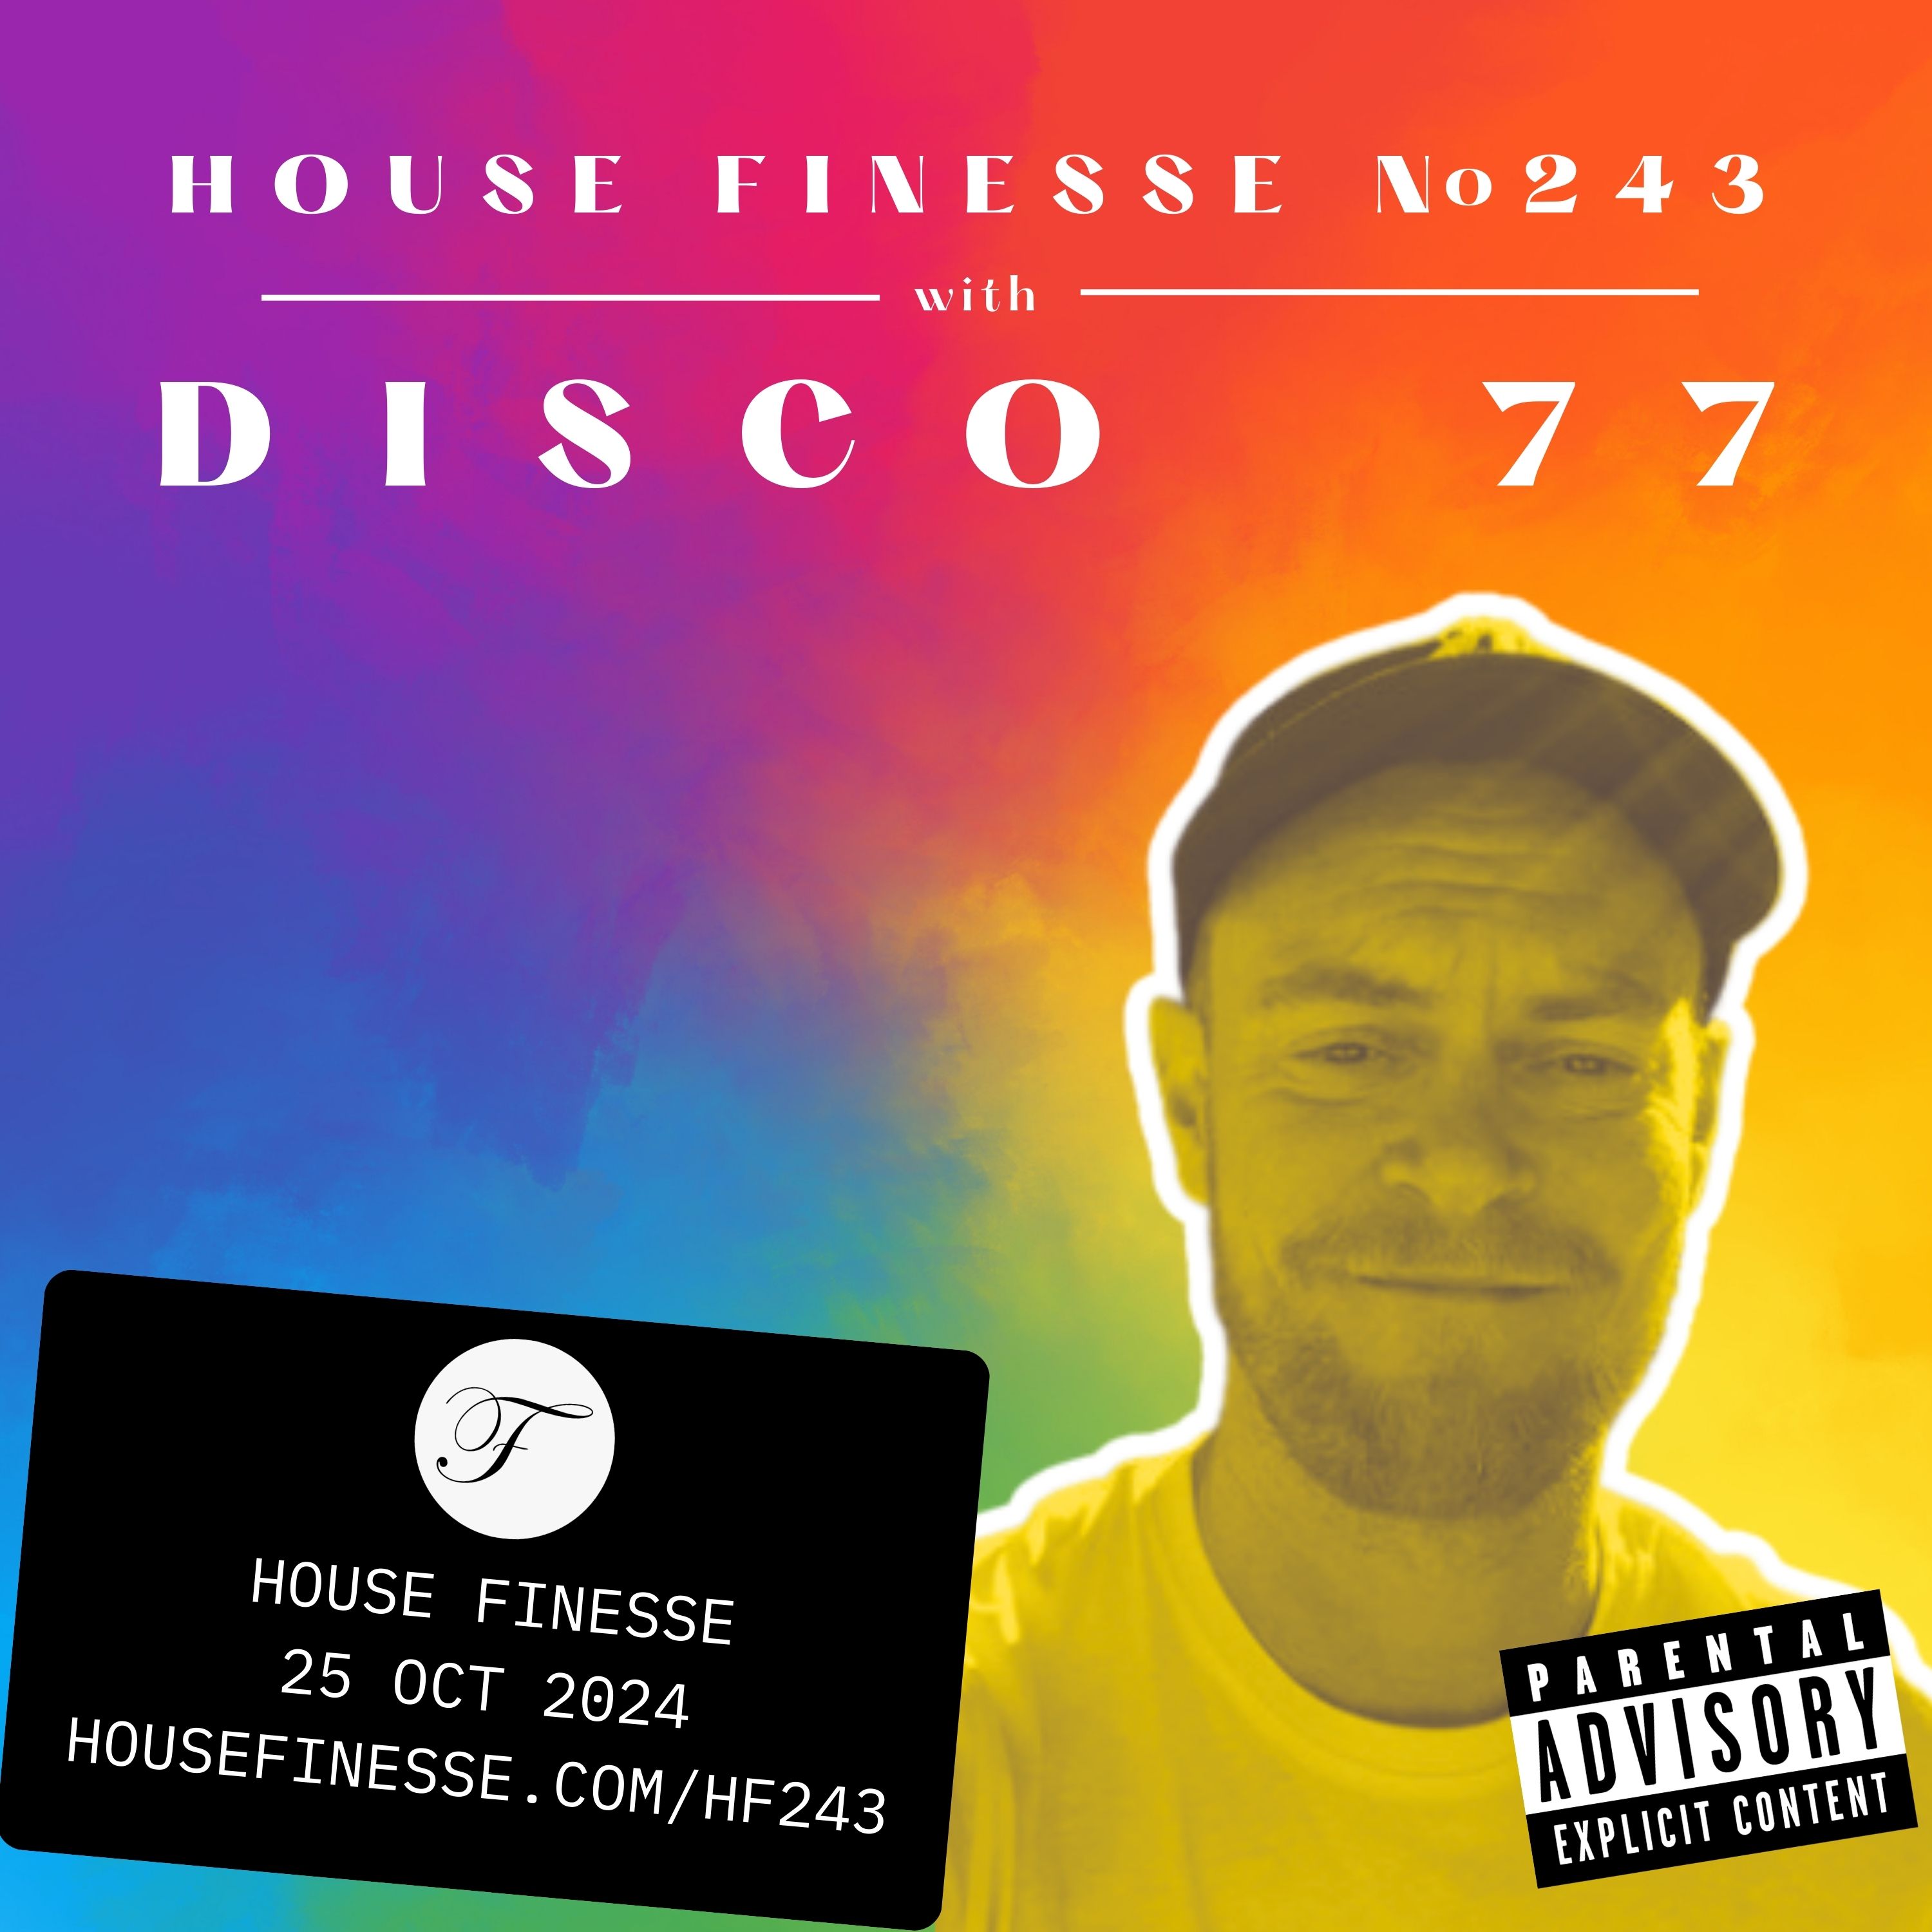 HOUSE FINESSE No243
with
DISCO 77
F
HOUSE FINESSE
25 OCT 2024
HOUSEFINESSE.COM/HF243
PARENTAL
ADVISORY
EXPLICIT CONTENT